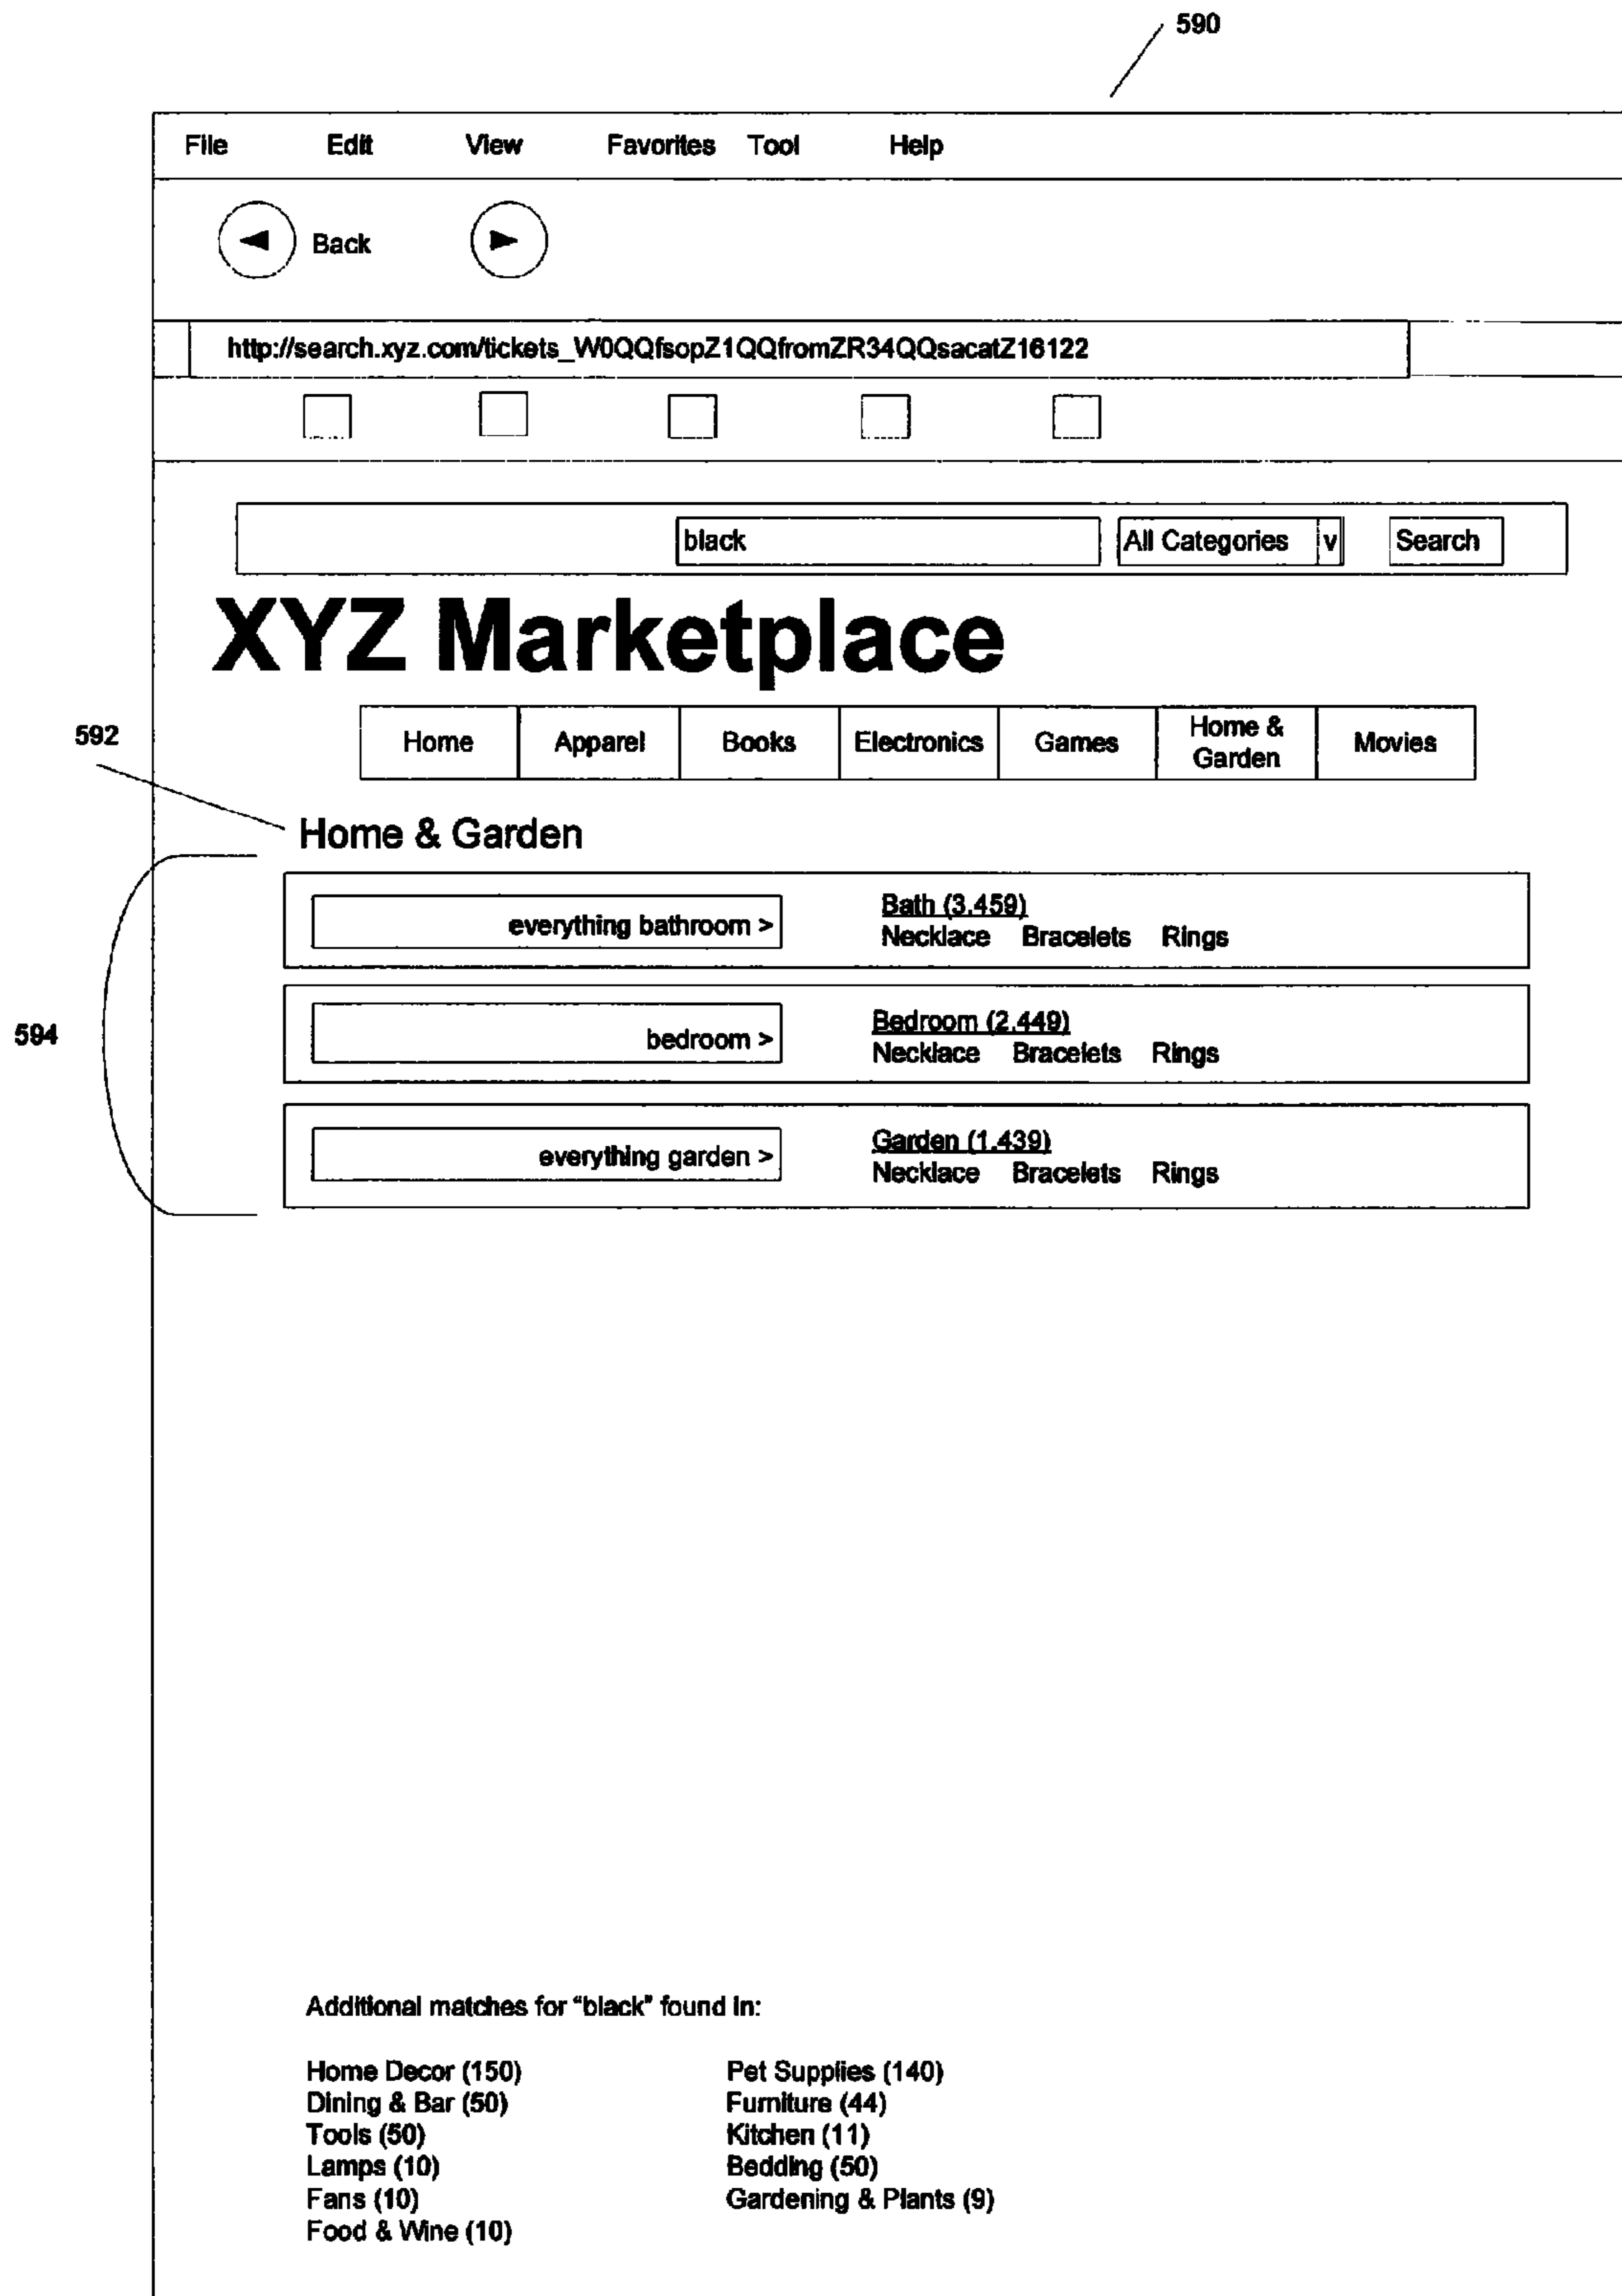 590
File Edit View Favorites Tool Help
Back
http://search.xyz.com/tickets_W0QQfsopZ1QQfromZR34QQsacatZ16122
black All Categories v Search
XYZ Marketplace
592
Home Apparel Books Electronics Games Home & Garden Movies
Home & Garden
everything bathroom > Bath (3,459)
Necklace Bracelets Rings
594
bedroom > Bedroom (2,449)
Necklace Bracelets Rings
everything garden > Garden (1,439)
Necklace Bracelets Rings
Additional matches for “black” found in:
Home Decor (150) Pet Supplies (140)
Dining & Bar (50) Furniture (44)
Tools (50) Kitchen (11)
Lamps (10) Bedding (50)
Fans (10) Gardening & Plants (9)
Food & Wine (10)